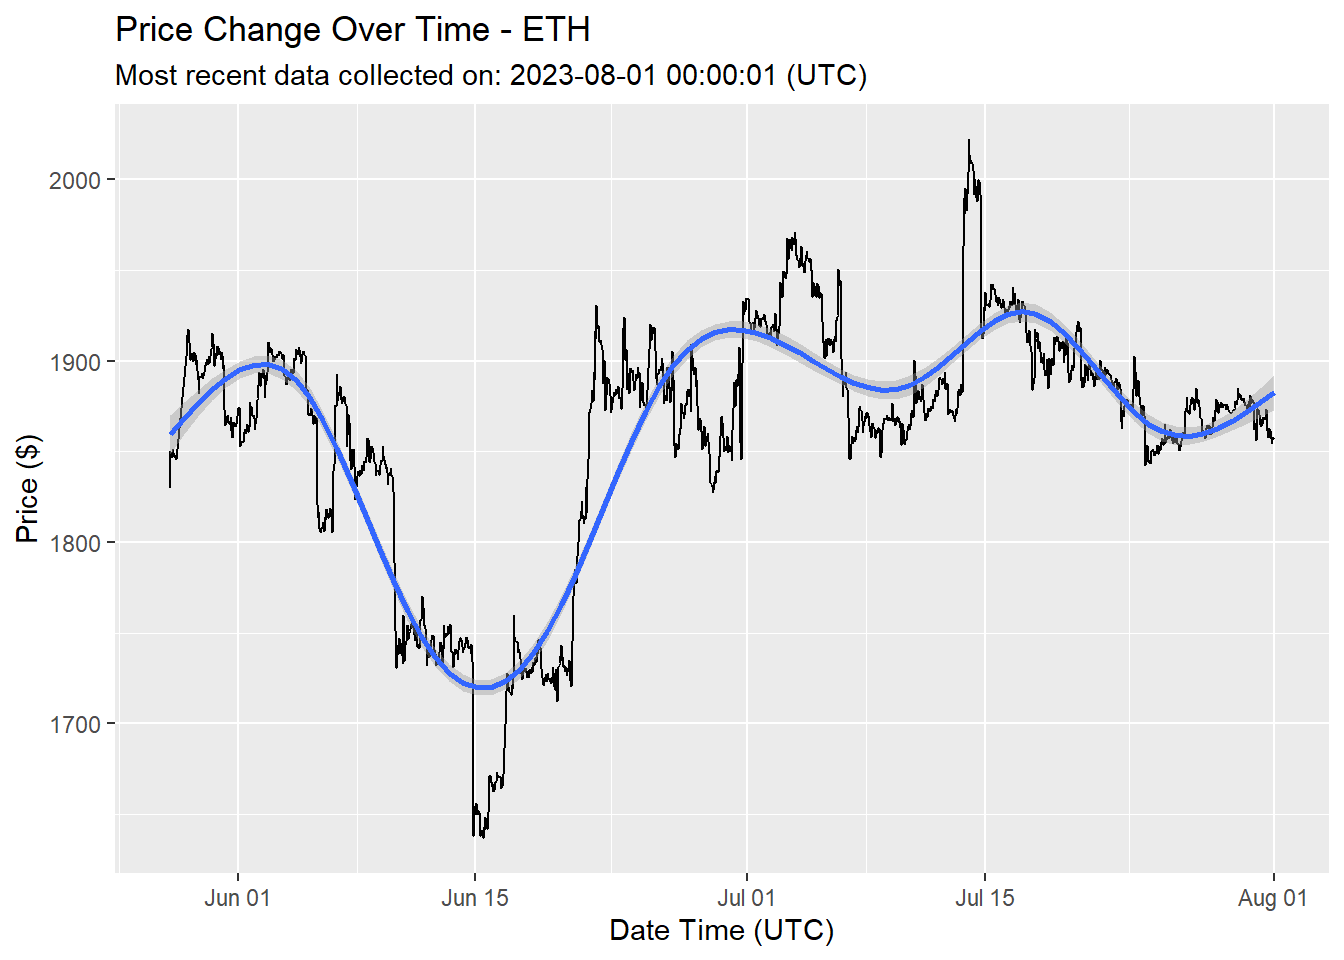 Price Change Over Time - ETH
Most recent data collected on: 2023-08-01 00:00:01 (UTC)
Price ($)
2000
1900
1800
1700
Jun 01
Jun 15
Jul 01
Jul 15
Aug 01
Date Time (UTC)